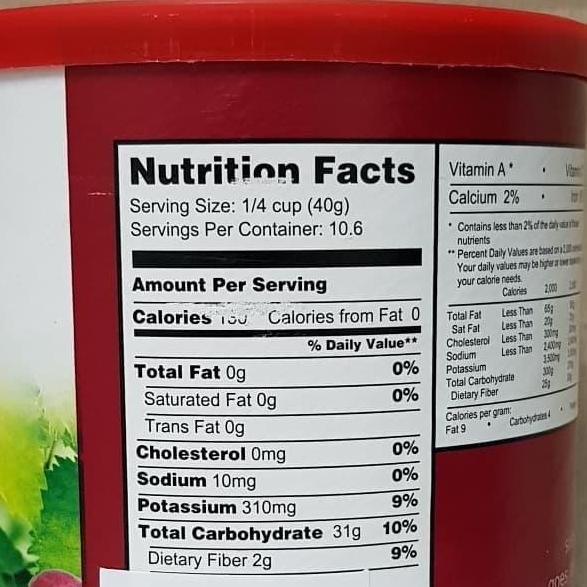 Nutrition Facts
Serving Size: 1/4 cup (40g)
Servings Per Container: 10.6
Amount Per Serving
Calories Calories from Fat 0
% Daily Value**
Total Fat 0g 0%
Saturated Fat 0g 0%
Trans Fat 0g
Cholesterol 0mg 0%
Sodium 10mg 0%
Potassium 310mg 9%
Total Carbohydrate 31g 10%
Dietary Fiber 2g 9%
Vitamin A* •
Calcium 2% •
* Contains less than 2% of the daily value of
nutrients
** Percent Daily Values are based on a
Your daily values may be higher or lower
your calorie needs.
Calories 2,000
Total Fat Less Than 65g
Sat Fat Less Than 20g
Cholesterol Less Than 300mg
Sodium Less Than 2,400mg
Potassium 3,500mg
Total Carbohydrate 300g
Dietary Fiber 25g
Calories per gram:
Fat 9 • Carbohydrates 4 •